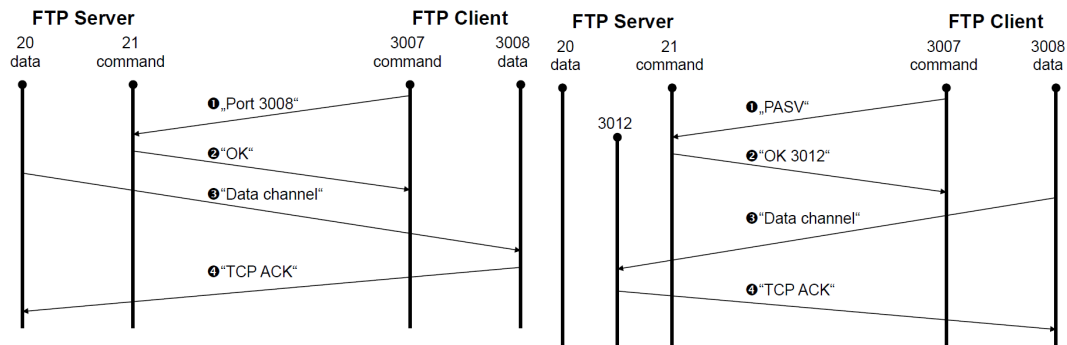 FTP Server
FTP Client
20
21
3007
3008
data
command
command
data
❶„Port 3008“
❷“OK“
❸“Data channel“
❹“TCP ACK“
FTP Server
FTP Client
20
21
3007
3008
data
command
command
data
❶„PASV“
3012
❷“OK 3012“
❸“Data channel“
❹“TCP ACK“